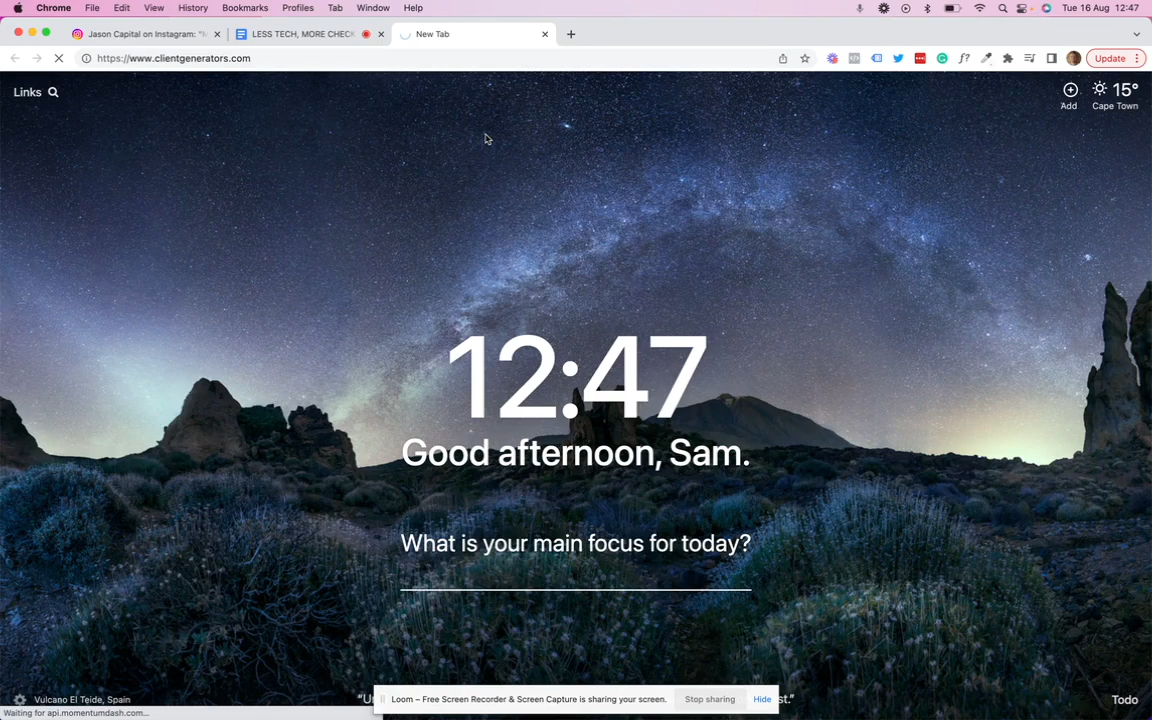 Chrome File Edit View History Bookmarks Profiles Tab Window Help Tue 16 Aug 12:47
Jason Capital on Instagram: LESS TECH, MORE CHECK New Tab
https://www.clientgenerators.com f? Update
Links Add 15°
Cape Town
12:47
Good afternoon, Sam.
What is your main focus for today?
Vulcano El Teide, Spain Loom – Free Screen Recorder & Screen Capture is sharing your screen. Stop sharing Hide Todo
Waiting for api.momentumdash.com...